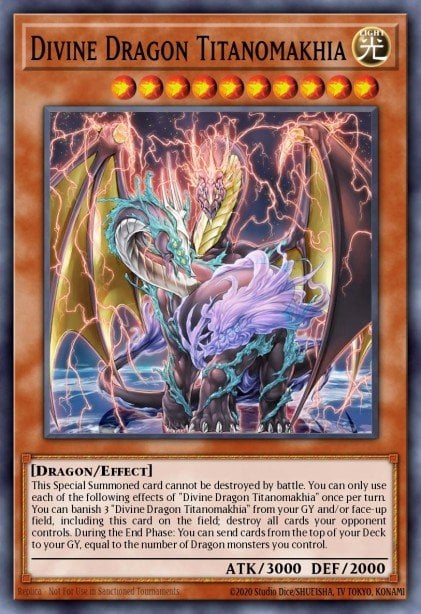 DIVINE DRAGON TITANOMAKHIA
LIGHT
光
[DRAGON/EFFECT]
This Special Summoned card cannot be destroyed by battle. You can only use
each of the following effects of "Divine Dragon Titanomakhia" once per turn.
You can banish 3 "Divine Dragon Titanomakhia" from your GY and/or face-up
field, including this card on the field; destroy all cards your opponent
controls. During the End Phase: You can send cards from the top of your Deck
to your GY, equal to the number of Dragon monsters you control.
ATK/3000 DEF/2000
Replica - Not For Use in Sanctioned Tournaments
©2020 Studio Dice/SHUEISHA, TV TOKYO, KONAMI